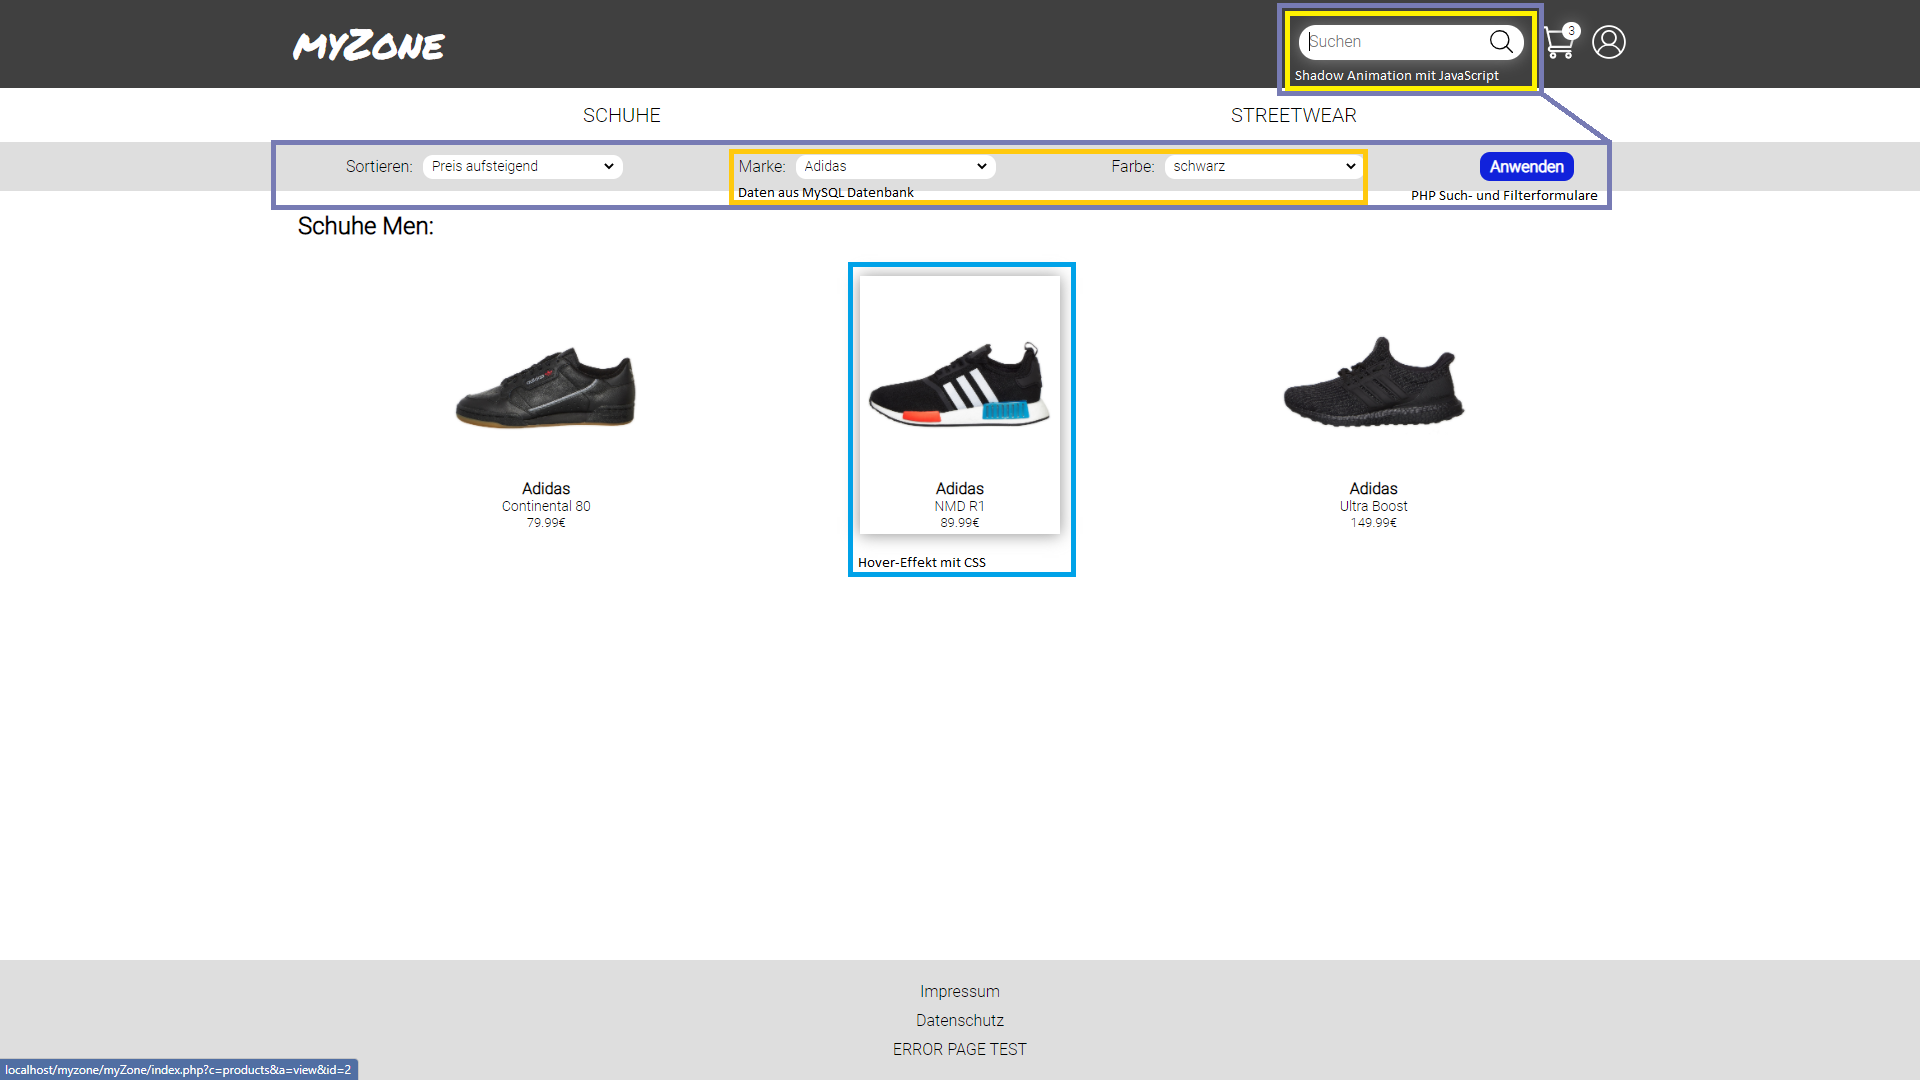 myZone
Suchen
3
Shadow Animation mit JavaScript
SCHUHE
STREETWEAR
Sortieren: Preis aufsteigend
Marke: Adidas
Farbe: schwarz
Anwenden
Daten aus MySQL Datenbank
PHP Such- und Filterformulare
Schuhe Men:
Adidas
Continental 80
79.99€
Adidas
NMD R1
89.99€
Hover-Effekt mit CSS
Adidas
Ultra Boost
149.99€
Impressum
Datenschutz
ERROR PAGE TEST
localhost/myzone/myZone/index.php?c=products&a=view&id=2